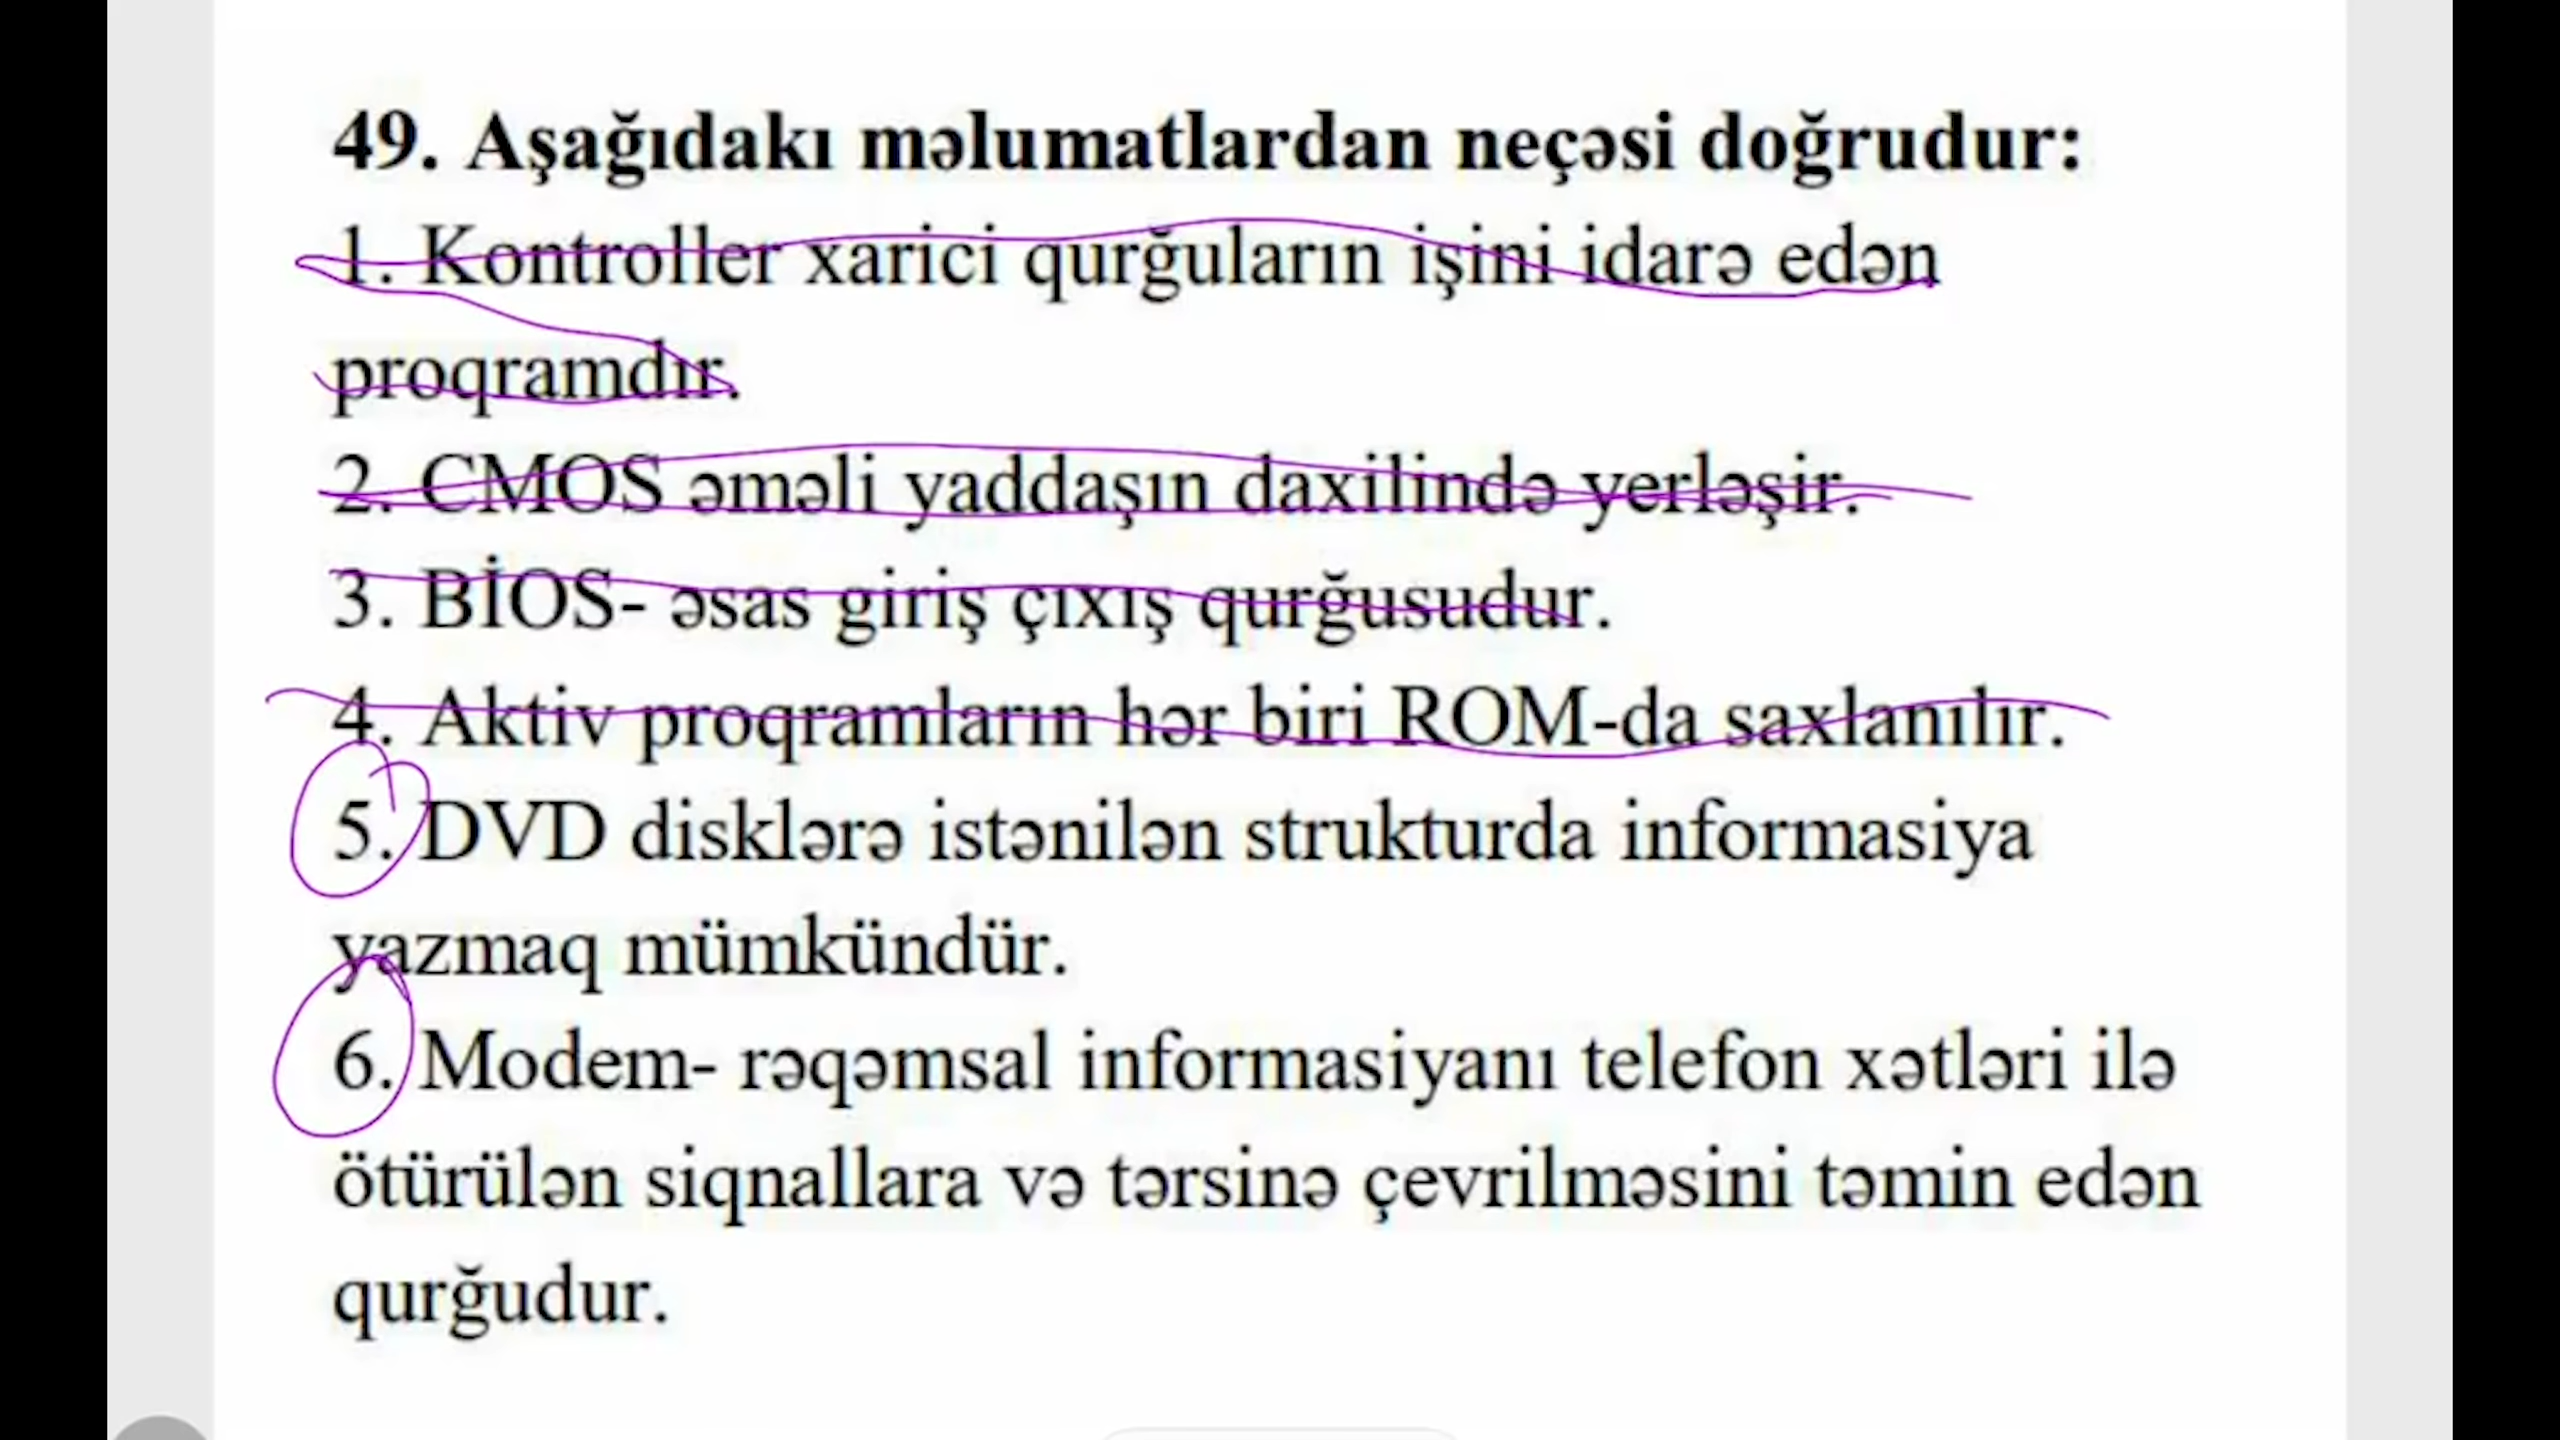 49. Aşağıdakı məlumatlardan neçəsi doğrudur:
1. Kontroller xarici qurğuların işini idarə edən
proqramdır.
2. CMOS əməli yaddaşın daxilində yerləşir.
3. BİOS- əsas giriş çıxış qurğusudur.
4. Aktiv proqramların hər biri ROM-da saxlanılır.
5. DVD disklərə istənilən strukturda informasiya
yazmaq mümkündür.
6. Modem- rəqəmsal informasiyanı telefon xətləri ilə
ötürülən siqnallara və tərsinə çevrilməsini təmin edən
qurğudur.